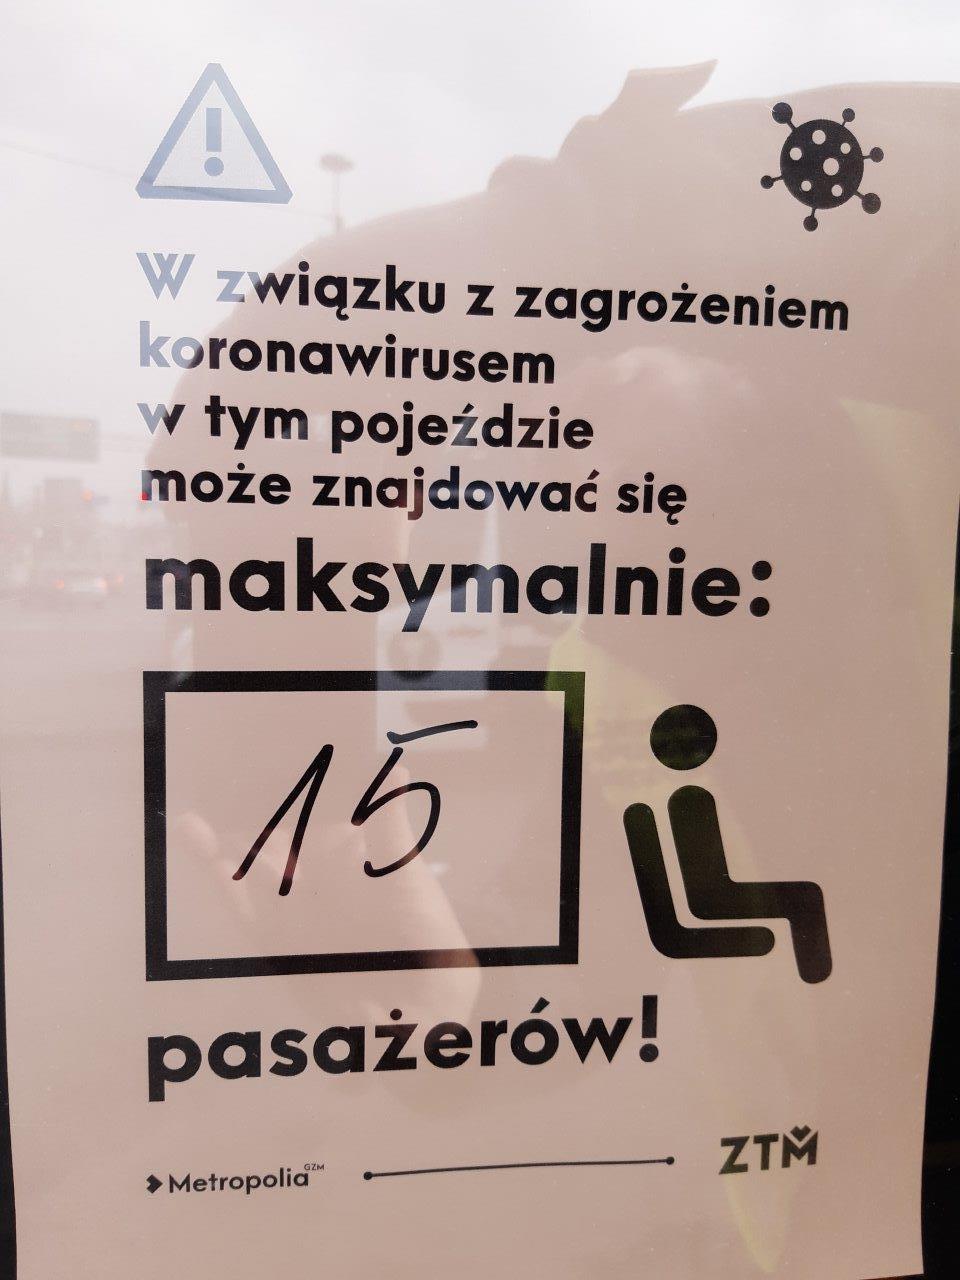 W związku z zagrożeniem
koronawirusem
w tym pojeździe
może znajdować się
maksymalnie:
15
pasażerów!
Metropolia GZM
ZTM